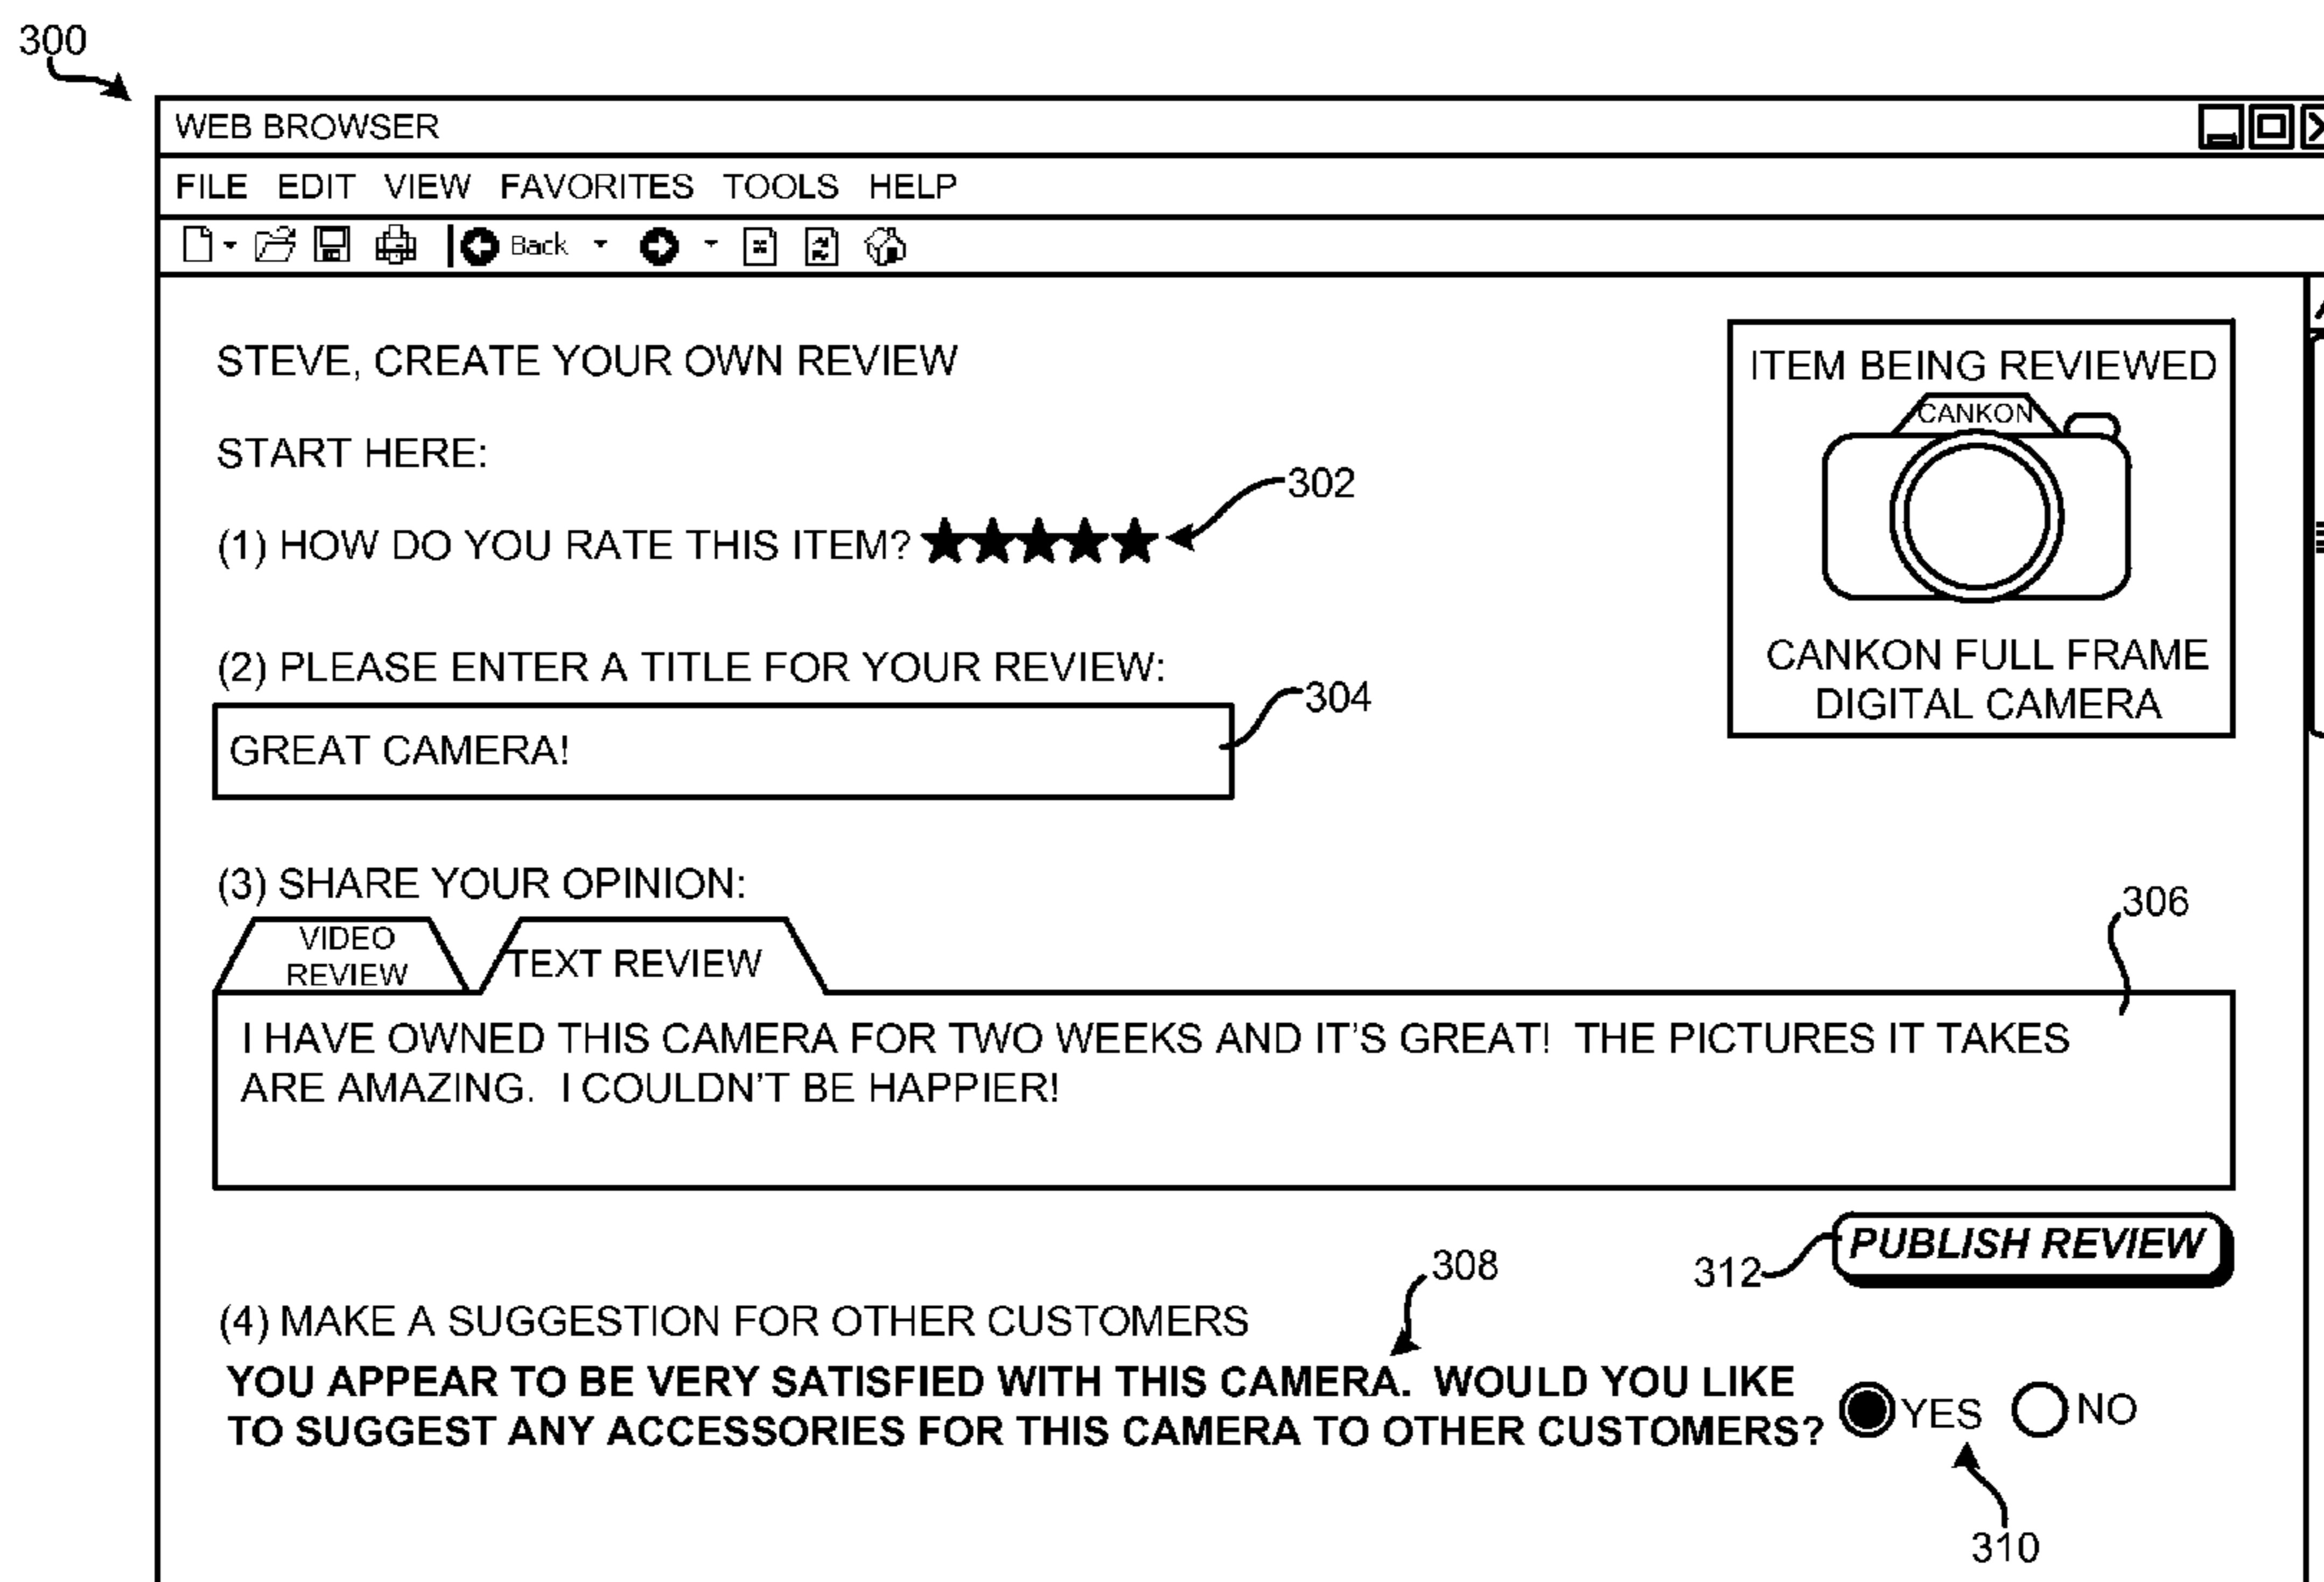 300
WEB BROWSER
FILE EDIT VIEW FAVORITES TOOLS HELP
Back
STEVE, CREATE YOUR OWN REVIEW
ITEM BEING REVIEWED
CANKON
START HERE:
302
(1) HOW DO YOU RATE THIS ITEM?
CANKON FULL FRAME
DIGITAL CAMERA
(2) PLEASE ENTER A TITLE FOR YOUR REVIEW:
304
GREAT CAMERA!
(3) SHARE YOUR OPINION:
306
VIDEO
REVIEW
TEXT REVIEW
I HAVE OWNED THIS CAMERA FOR TWO WEEKS AND IT'S GREAT!  THE PICTURES IT TAKES
ARE AMAZING.  I COULDN'T BE HAPPIER!
PUBLISH REVIEW
312
308
(4) MAKE A SUGGESTION FOR OTHER CUSTOMERS
YOU APPEAR TO BE VERY SATISFIED WITH THIS CAMERA.  WOULD YOU LIKE
TO SUGGEST ANY ACCESSORIES FOR THIS CAMERA TO OTHER CUSTOMERS?
YES NO
310